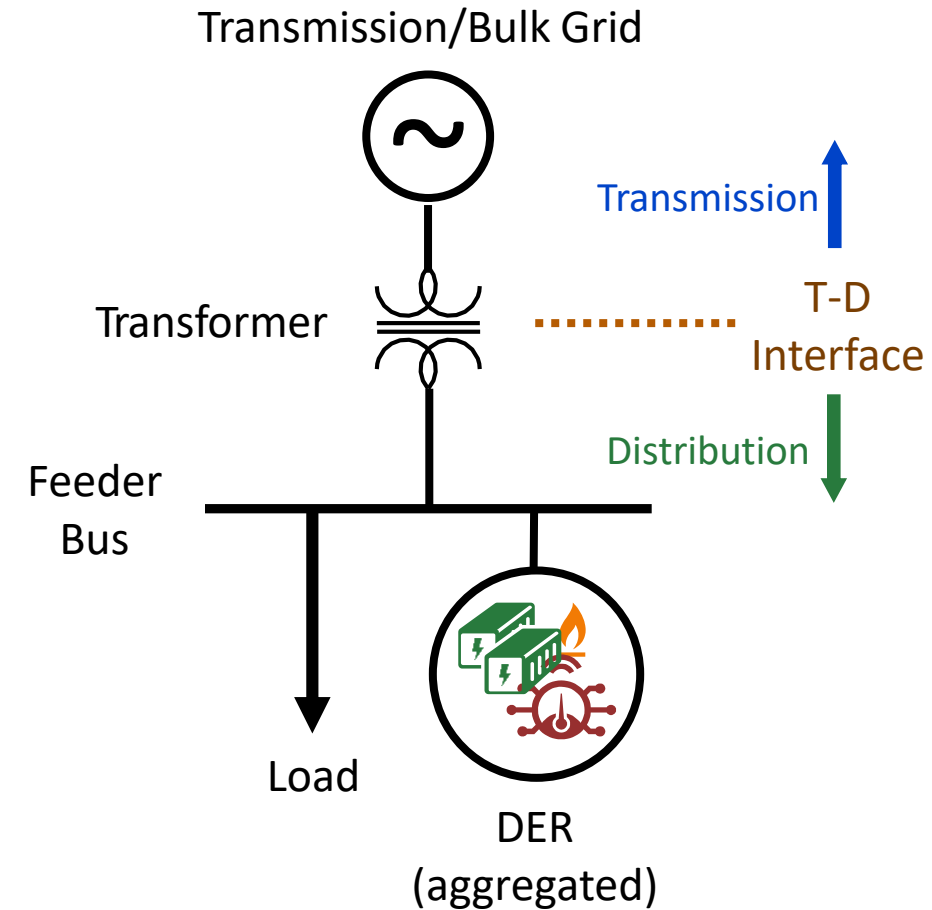 Transmission/Bulk Grid
Transmission
Transformer
T-D
Interface
Distribution
Feeder
Bus
Load
DER
(aggregated)